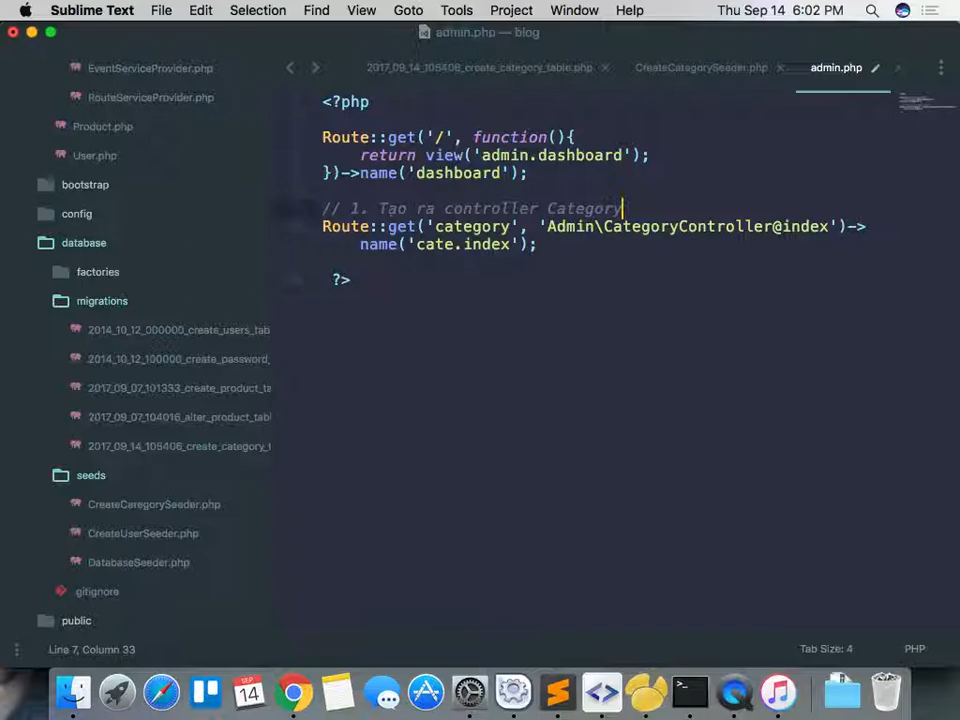 Sublime Text File Edit Selection Find View Goto Tools Project Window Help Thu Sep 14 6:02 PM
admin.php — blog
EventServiceProvider.php
RouteServiceProvider.php
Product.php
User.php
bootstrap
config
database
factories
migrations
2014_10_12_000000_create_users_tab
2014_10_12_100000_create_password_
2017_09_07_101333_create_product_ta
2017_09_07_104016_alter_product_tabl
2017_09_14_105406_create_category_t
seeds
CreateCaregorySeeder.php
CreateUserSeeder.php
DatabaseSeeder.php
gitignore
public
2017_09_14_105406_create_category_table.php CreateCategorySeeder.php admin.php
<?php
Route::get('/', function(){
return view('admin.dashboard');
})->name('dashboard');
// 1. Tạo ra controller Category
Route::get('category', 'Admin\CategoryController@index')->
name('cate.index');
?>
Line 7, Column 33 Tab Size: 4 PHP
14